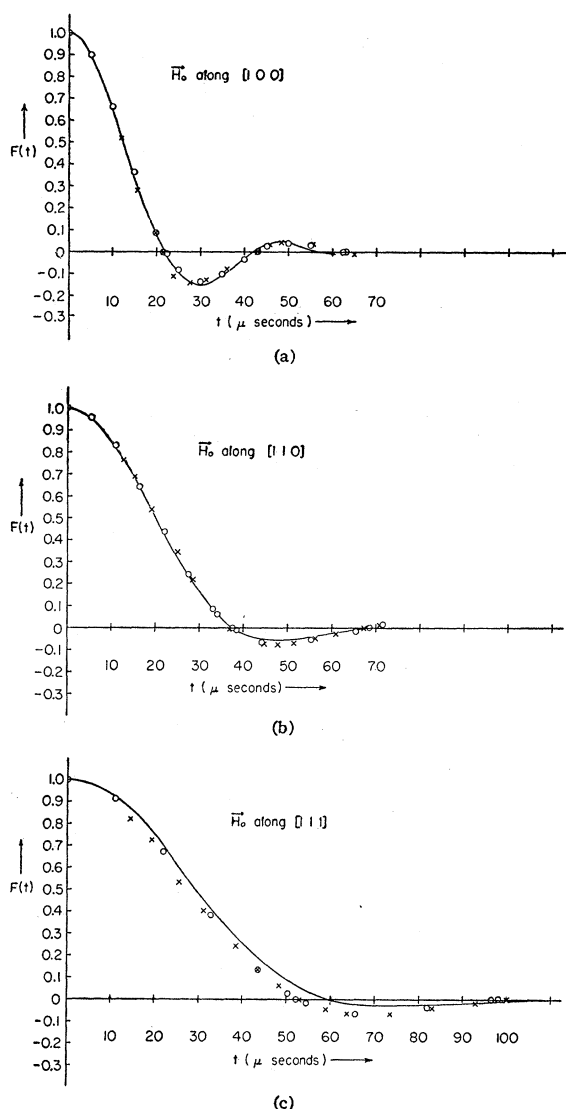 1.0
0.9
0.8
0.7
0.6
0.5
0.4
0.3
0.2
0.1
0
-0.1
-0.2
-0.3
F(t)
H₀ along [1 0 0]
10 20 30 40 50 60 70
t ( μ seconds)
(a)
1.0
0.9
0.8
0.7
0.6
0.5
0.4
0.3
0.2
0.1
0
-0.1
-0.2
-0.3
F(t)
H₀ along [1 1 0]
10 20 30 40 50 60 70
t ( μ seconds)
(b)
1.0
0.9
0.8
0.7
0.6
0.5
0.4
0.3
0.2
0.1
0
-0.1
-0.2
-0.3
F(t)
H₀ along [1 1 1]
10 20 30 40 50 60 70 80 90 100
t ( μ seconds)
(c)